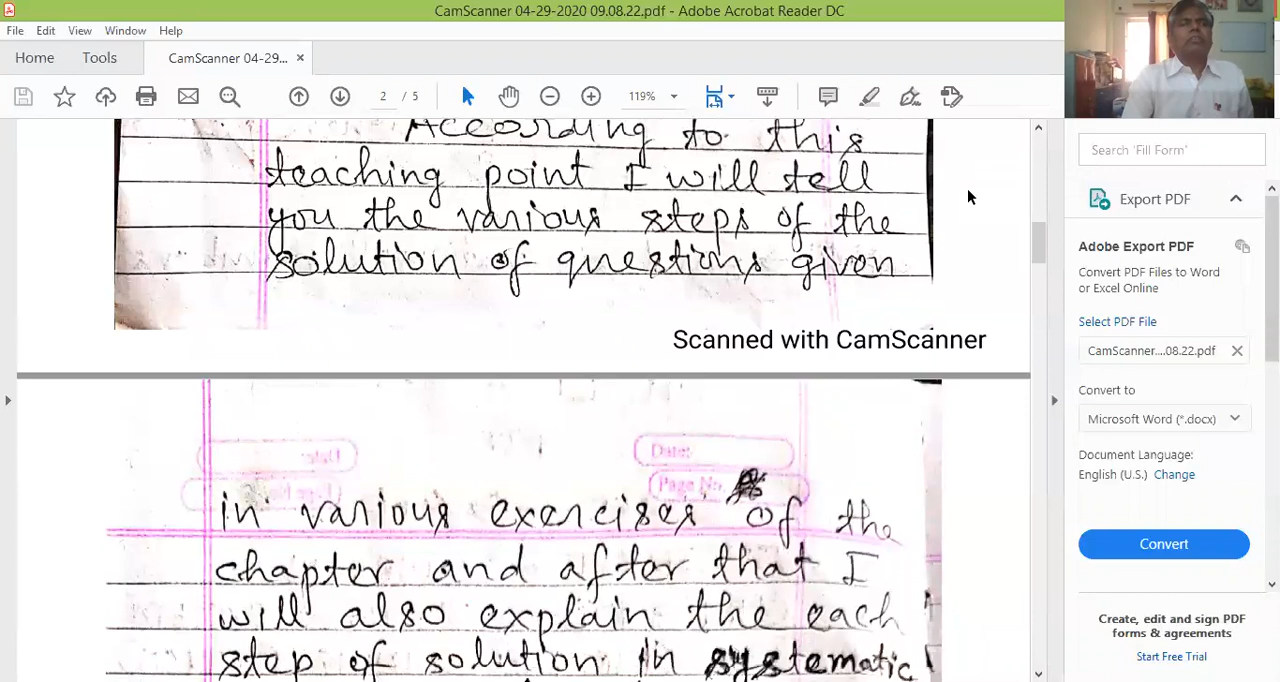 CamScanner 04-29-2020 09.08.22.pdf - Adobe Acrobat Reader DC
File Edit View Window Help
Home Tools CamScanner 04-29... ×
2 / 5 119%
Search 'Fill Form'
Export PDF
Adobe Export PDF
Convert PDF Files to Word
or Excel Online
Select PDF File
CamScanner....08.22.pdf
Convert to
Microsoft Word (*.docx)
Document Language:
English (U.S.) Change
Convert
Create, edit and sign PDF
forms & agreements
Start Free Trial
According to this
teaching point I will tell
you the various steps of the
solution of questions given
Scanned with CamScanner
Date:
Page No.
in various exercises of the
chapter and after that I
will also explain the each
step of solution in systematic